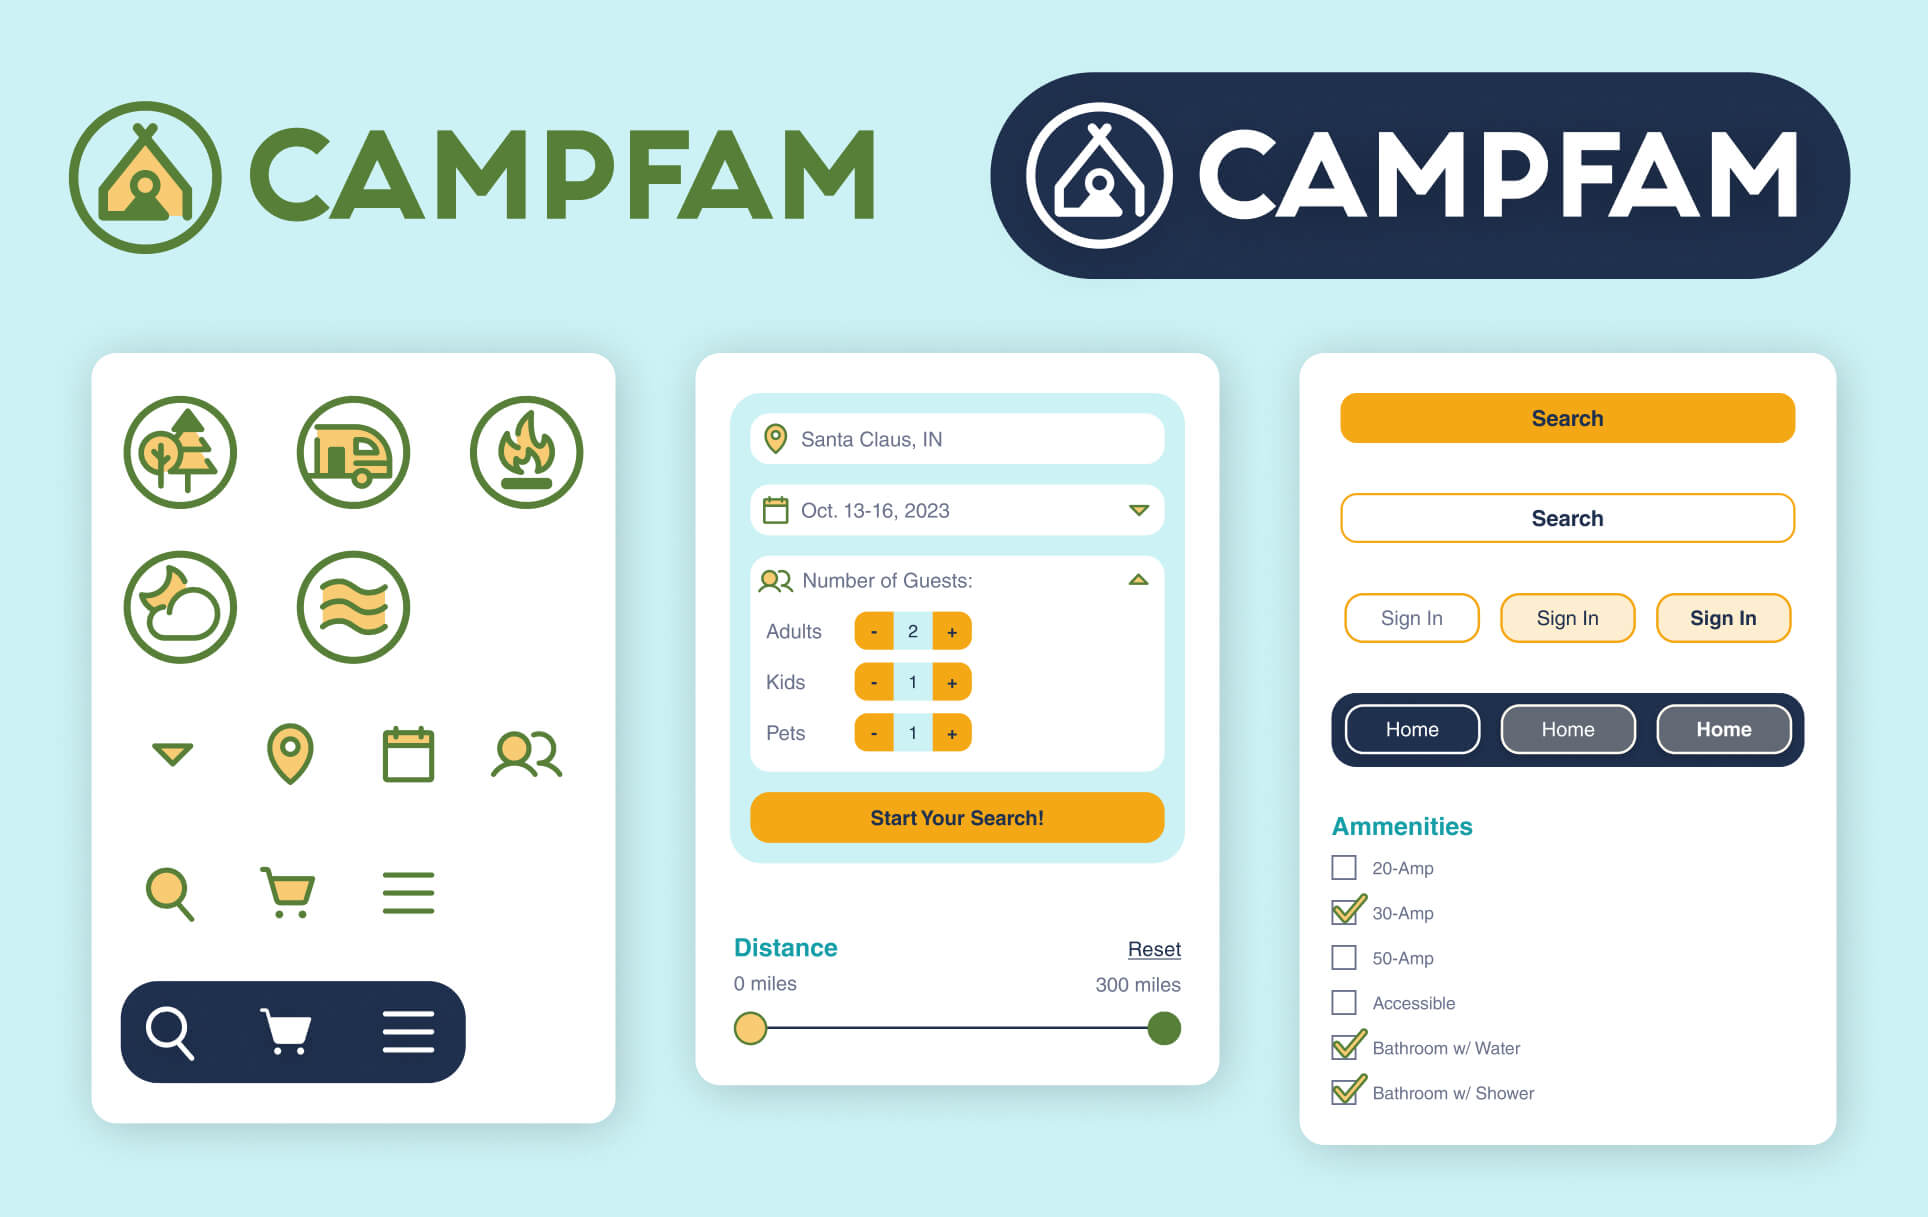 CAMPFAM
CAMPFAM
Santa Claus, IN
Oct. 13-16, 2023
Number of Guests:
Adults - 2 +
Kids - 1 +
Pets - 1 +
Start Your Search!
Distance
Reset
0 miles
300 miles
Search
Search
Sign In Sign In Sign In
Home Home Home
Ammenities
20-Amp
30-Amp
50-Amp
Accessible
Bathroom w/ Water
Bathroom w/ Shower